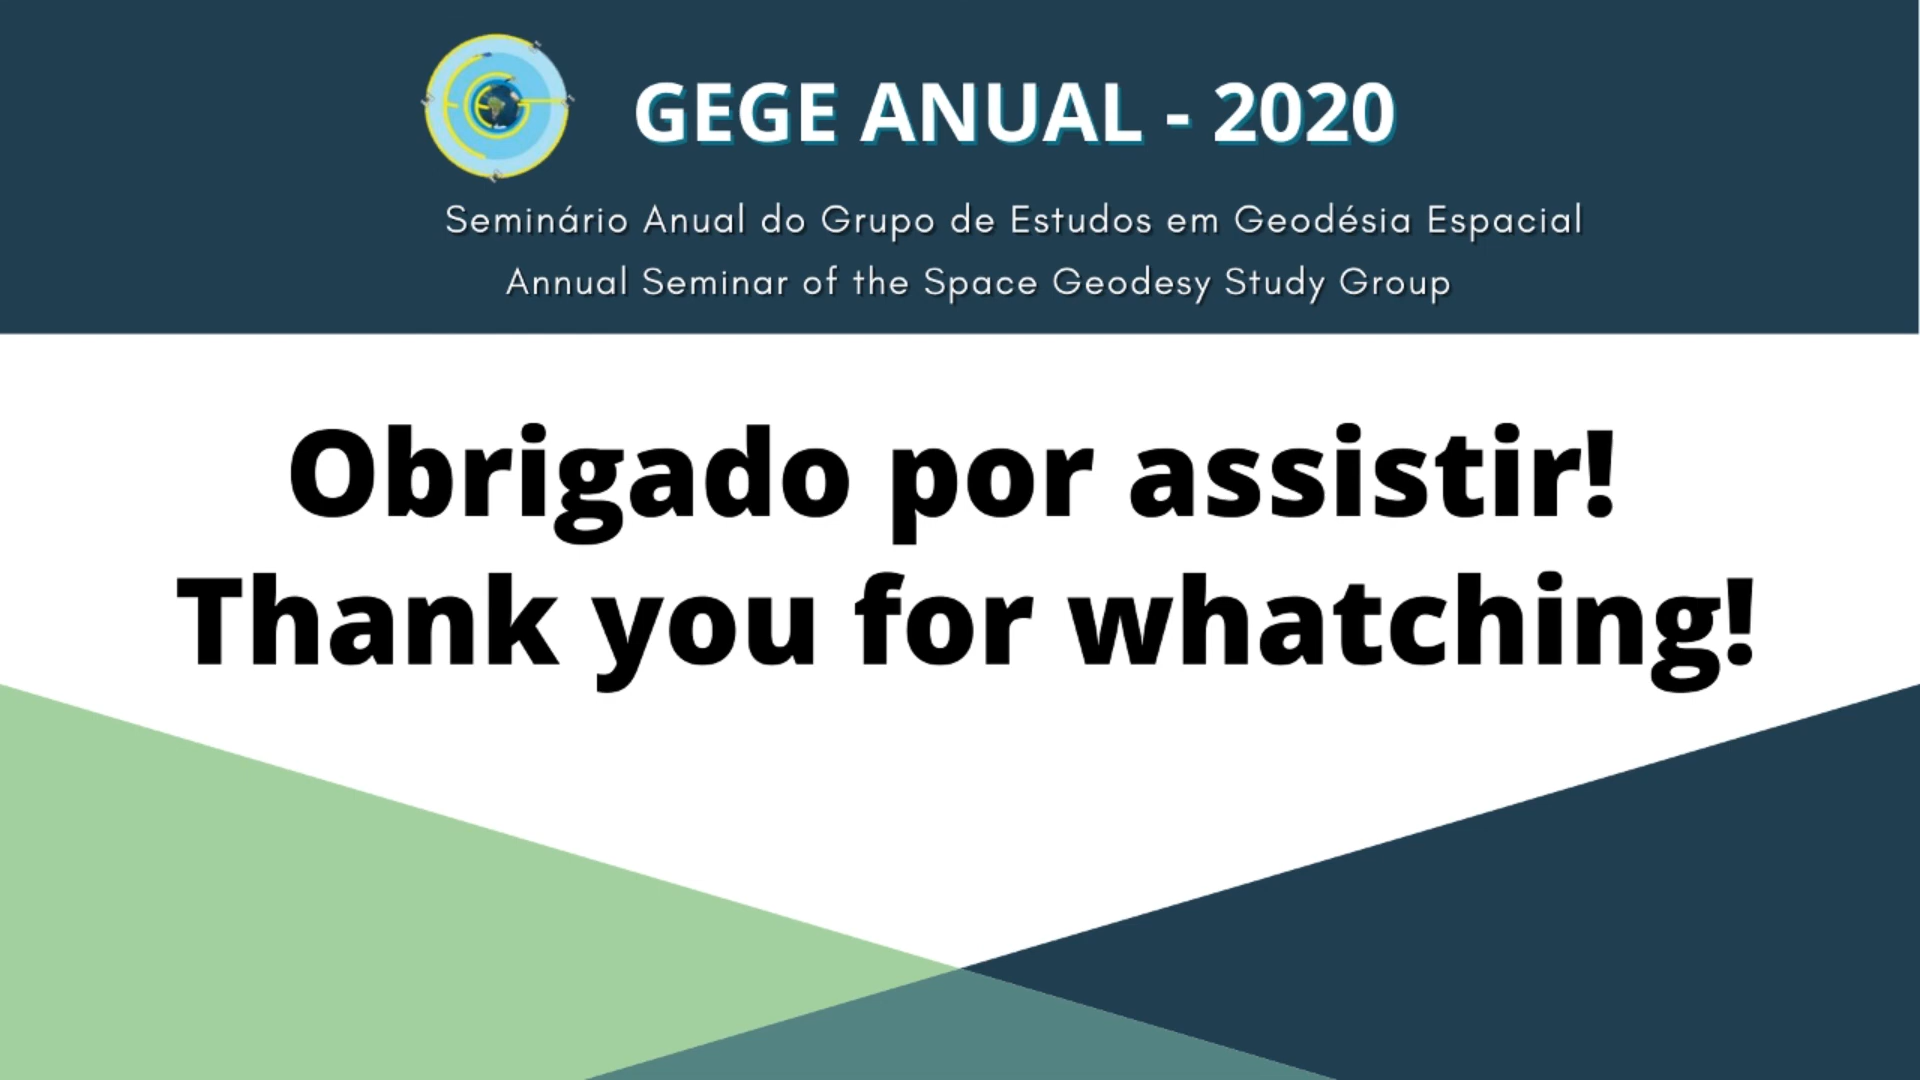 GEGE ANUAL - 2020
Seminário Anual do Grupo de Estudos em Geodésia Espacial
Annual Seminar of the Space Geodesy Study Group
Obrigado por assistir!
Thank you for whatching!